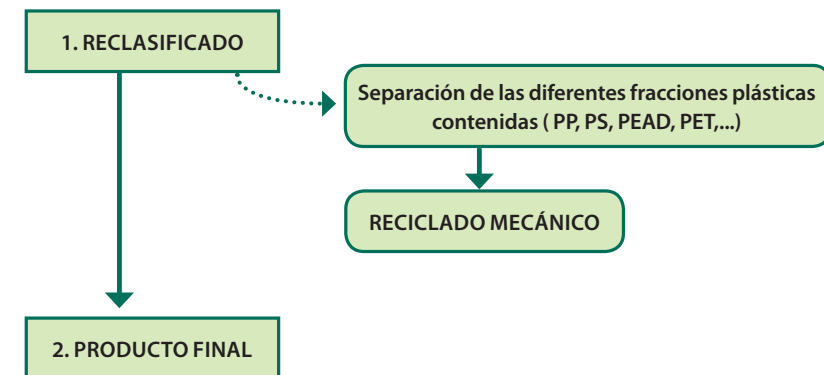 1. RECLASIFICADO
Separación de las diferentes fracciones plásticas
contenidas ( PP, PS, PEAD, PET,...)
RECICLADO MECÁNICO
2. PRODUCTO FINAL